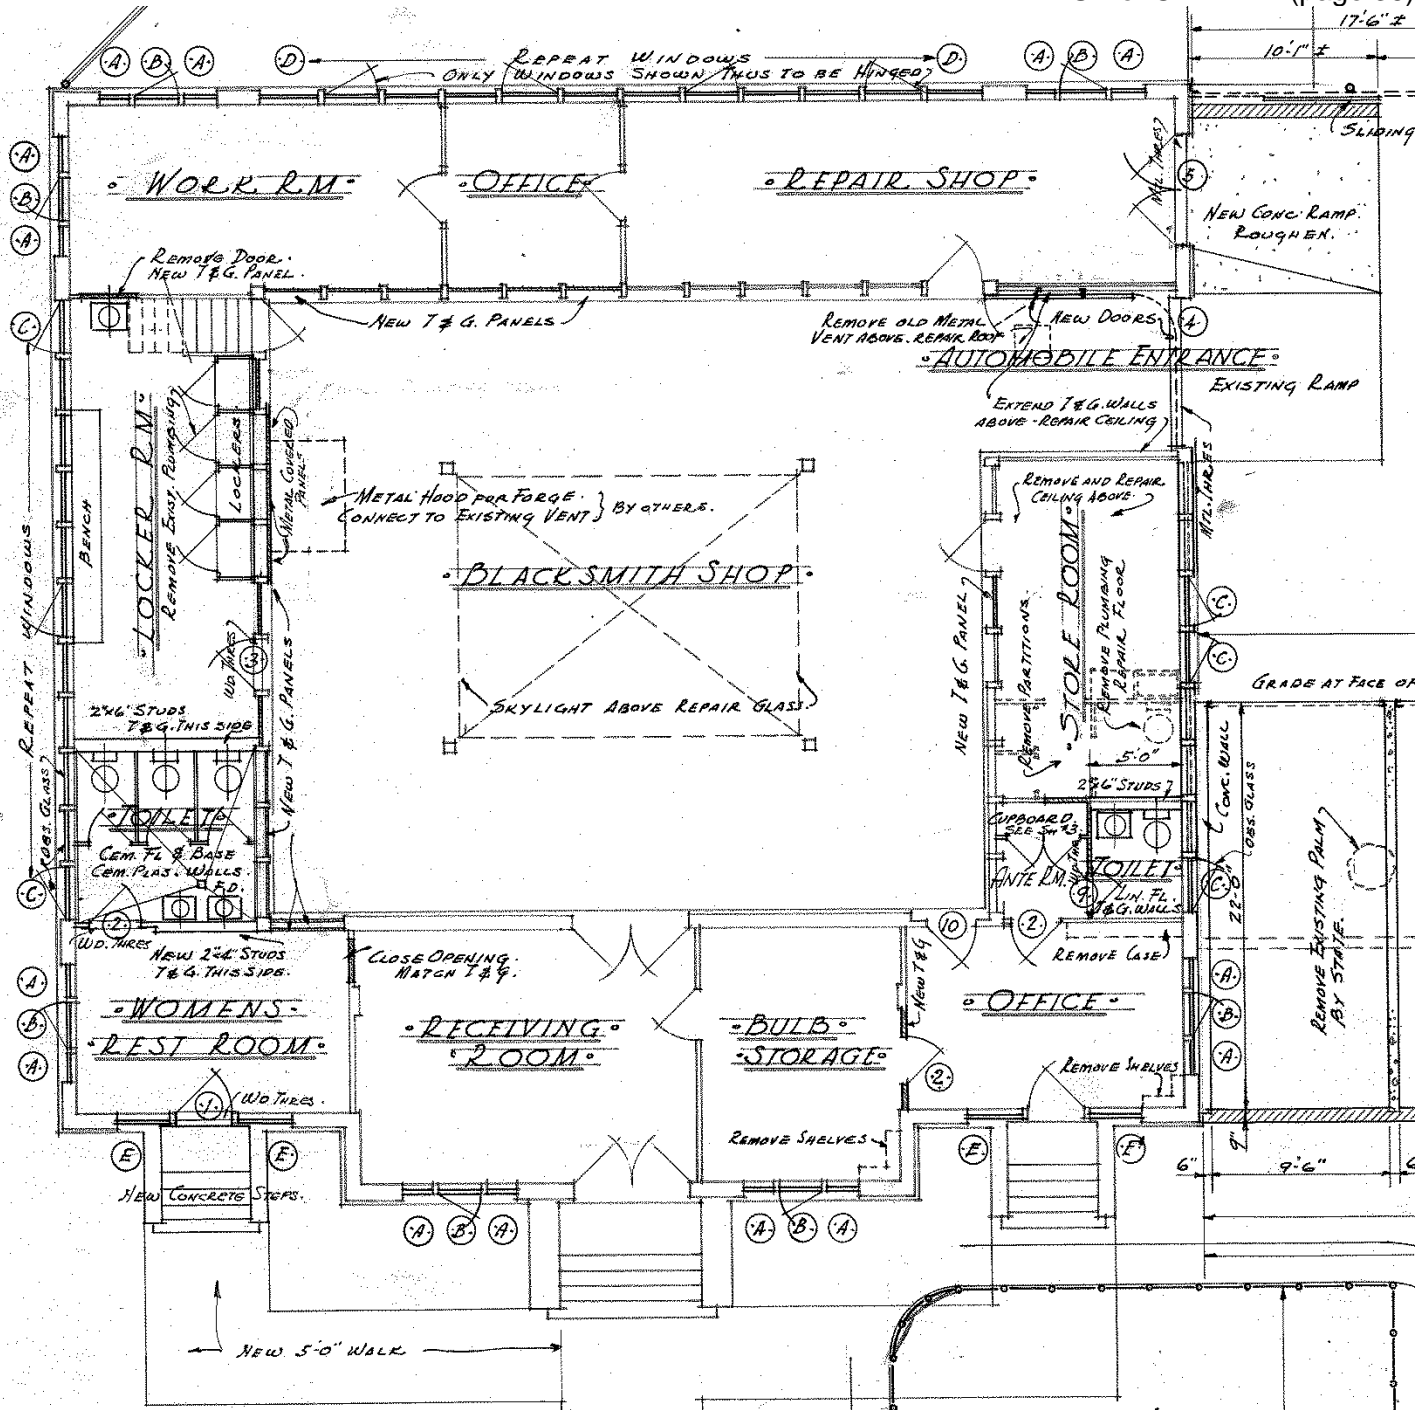 (page
17'-6" ±
10'-1" ±
A B A D REPEAT WINDOWS D A B A
ONLY WINDOWS SHOWN THUS TO BE HINGED
SLIDING
A
B
A
WORK RM
OFFICE
REPAIR SHOP
MTL. THRES
5
NEW CONC. RAMP.
ROUGHEN.
REMOVE DOOR.
NEW T & G. PANEL.
C
NEW T & G. PANELS
REMOVE OLD METAL
VENT ABOVE. REPAIR ROOF
NEW DOORS
4
AUTOMOBILE ENTRANCE
EXISTING RAMP
EXTEND T & G. WALLS
ABOVE - REPAIR CEILING
REPEAT WINDOWS
BENCH
LOCKER RM
REMOVE EXIST. PLUMBING
LOCKERS
METAL COVERED
PANELS
METAL HOOD FOR FORGE.
CONNECT TO EXISTING VENT
BY OTHERS.
REMOVE AND REPAIR
CEILING ABOVE.
MTL. THRES
BLACKSMITH SHOP
STORE ROOM
REMOVE PLUMBING
REPAIR FLOOR
REMOVE PARTITIONS
NEW T & G. PANEL
C
C
WD. THRES
3
NEW T & G. PANELS
SKYLIGHT ABOVE REPAIR GLASS.
GRADE AT FACE OF
2"x6" STUDS
T & G. THIS SIDE
5'-0"
2"x6" STUDS
CONC. WALL
OBS. GLASS
OBS. GLASS
TOILET
CEM. FL & BASE
CEM. PLAS. WALLS
F.D.
CUPBOARD
SEE SH #3
ANTE RM.
WD. THR
9
TOILET
LIN. FL.
T & G. WALLS
C
C
22'-0"
REMOVE EXISTING PALM
BY STATE.
2
WD. THRES
NEW 2"x4" STUDS
T & G. THIS SIDE.
CLOSE OPENING
MATCH T & G.
10
2
NEW T & G
REMOVE CASE
A
B
A
WOMENS
REST ROOM
RECEIVING
ROOM
BULB
STORAGE
OFFICE
A
B
A
2
REMOVE SHELVES
1
WD THRES.
REMOVE SHELVES
E
E
E
E
9"
6"
9'-6"
6
NEW CONCRETE STEPS.
A B A
A B A
NEW 5'-0" WALK